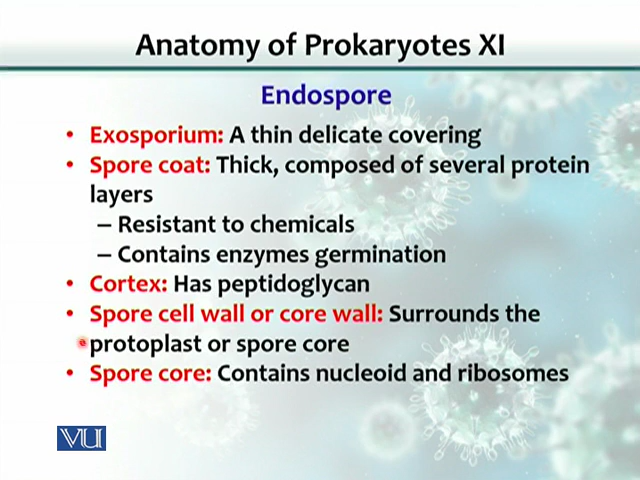 Anatomy of Prokaryotes XI
Endospore
• Exosporium: A thin delicate covering
• Spore coat: Thick, composed of several protein
layers
– Resistant to chemicals
– Contains enzymes germination
• Cortex: Has peptidoglycan
• Spore cell wall or core wall: Surrounds the
protoplast or spore core
• Spore core: Contains nucleoid and ribosomes
VU